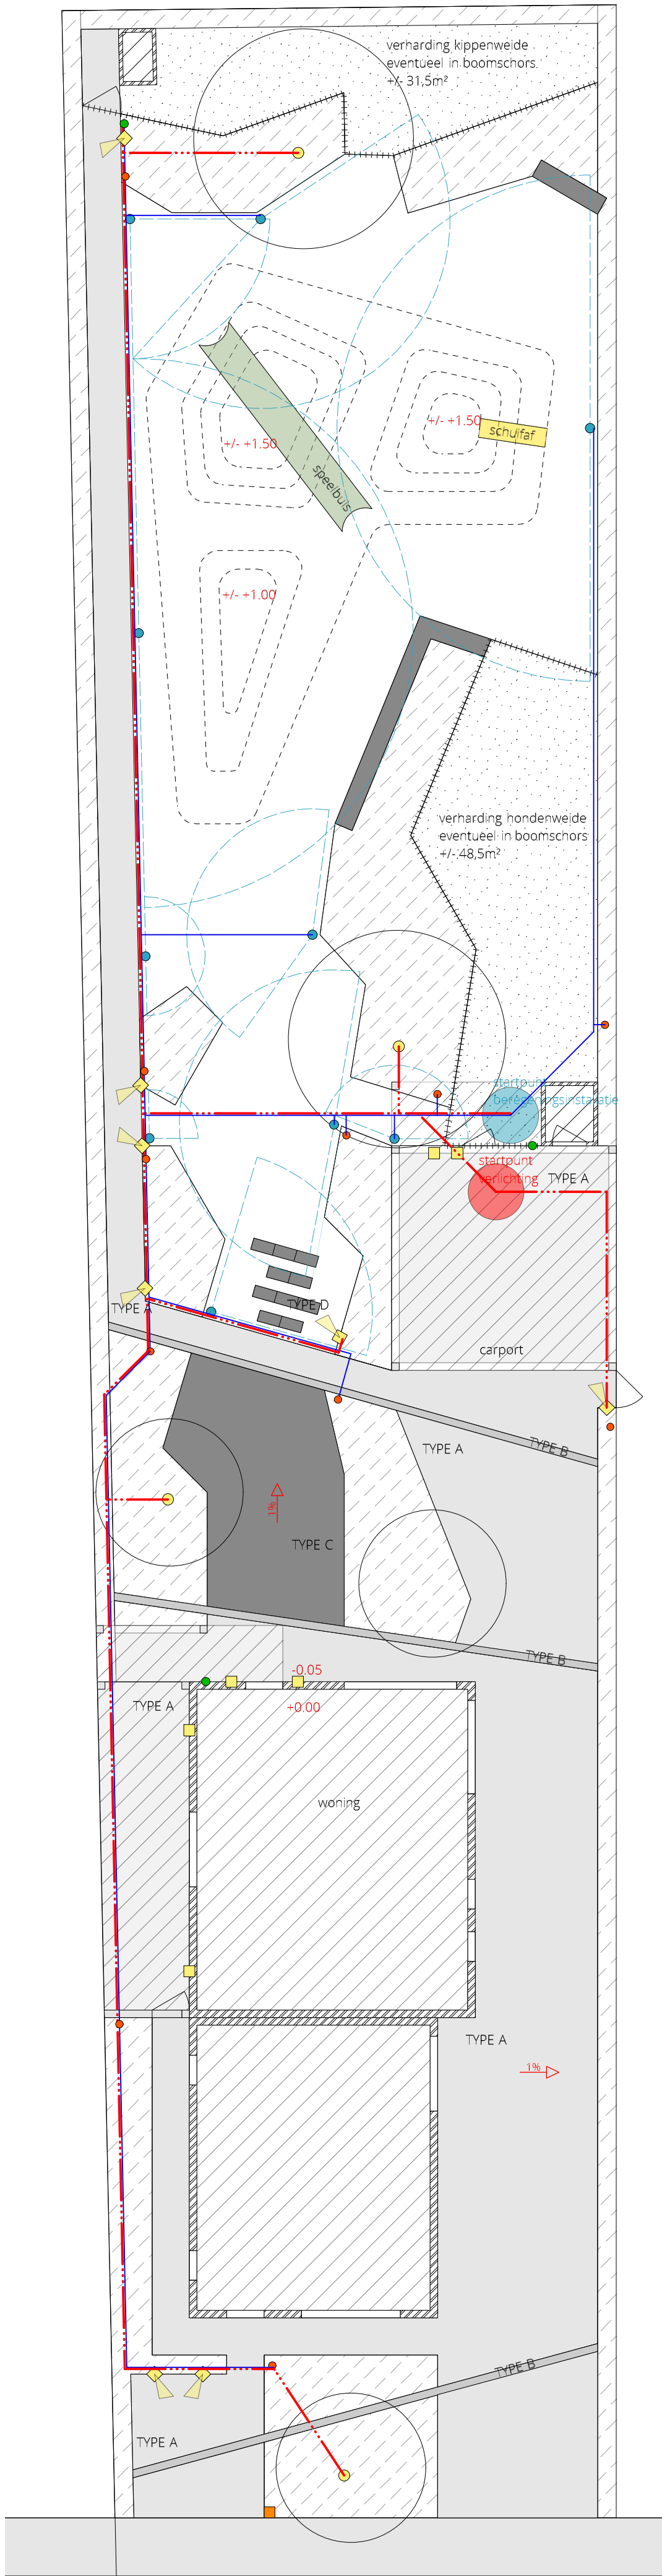 verharding kippenweide
eventueel in boomschors
+/- 31,5m²
+/- +1.50
schuifaf
+/- +1.50
speelbuis
+/- +1.00
verharding hondenweide
eventueel in boomschors
+/- 48,5m²
startpunt
beregeningsinstallatie
startpunt
verlichting
TYPE A
TYPE A
TYPE D
carport
TYPE A
TYPE B
1%
TYPE C
TYPE B
-0.05
TYPE A
+0.00
woning
TYPE A
1%
TYPE B
TYPE A